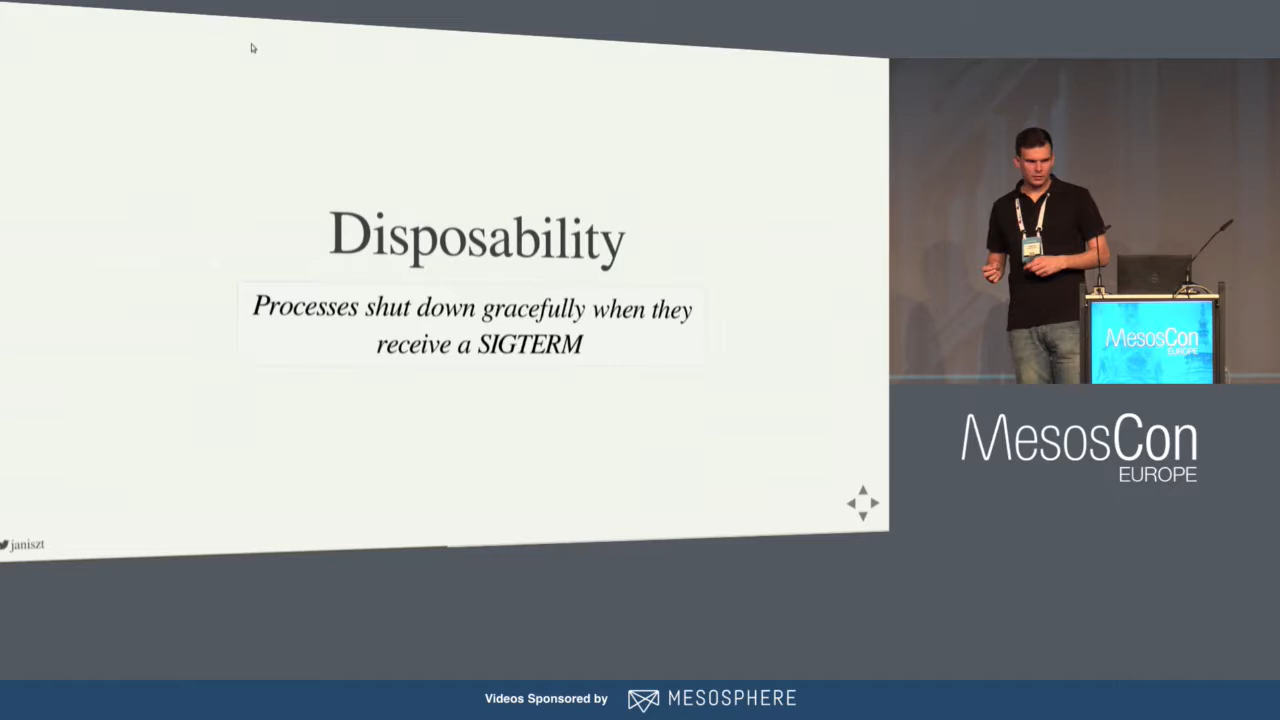 Disposability
Processes shut down gracefully when they
receive a SIGTERM
janiszt
MesosCon
EUROPE
MesosCon
EUROPE
Videos Sponsored by MESOSPHERE